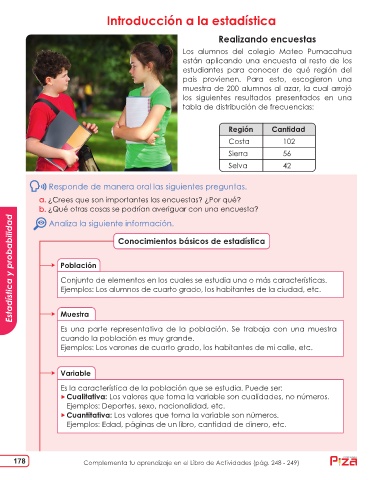 Introducción a la estadística
Realizando encuestas
Los alumnos del colegio Mateo Pumacahua
están aplicando una encuesta al resto de los
estudiantes para conocer de qué región del
país provienen. Para esto, escogieron una
muestra de 200 alumnos al azar, la cual arrojó
los siguientes resultados presentados en una
tabla de distribución de frecuencias:
Región Cantidad
Costa 102
Sierra 56
Selva 42
Responde de manera oral las siguientes preguntas.
a. ¿Crees que son importantes las encuestas? ¿Por qué?
b. ¿Qué otras cosas se podrían averiguar con una encuesta?
Analiza la siguiente información.
Conocimientos básicos de estadística
Población
Conjunto de elementos en los cuales se estudia una o más características.
Ejemplos: Los alumnos de cuarto grado, los habitantes de la ciudad, etc.
Muestra
Es una parte representativa de la población. Se trabaja con una muestra
cuando la población es muy grande.
Ejemplos: Los varones de cuarto grado, los habitantes de mi calle, etc.
Variable
Es la característica de la población que se estudia. Puede ser:
Cualitativa: Los valores que toma la variable son cualidades, no números.
Ejemplos: Deportes, sexo, nacionalidad, etc.
Cuantitativa: Los valores que toma la variable son números.
Ejemplos: Edad, páginas de un libro, cantidad de dinero, etc.
Estadística y probabilidad
178
Complementa tu aprendizaje en el Libro de Actividades (pág. 248 - 249)